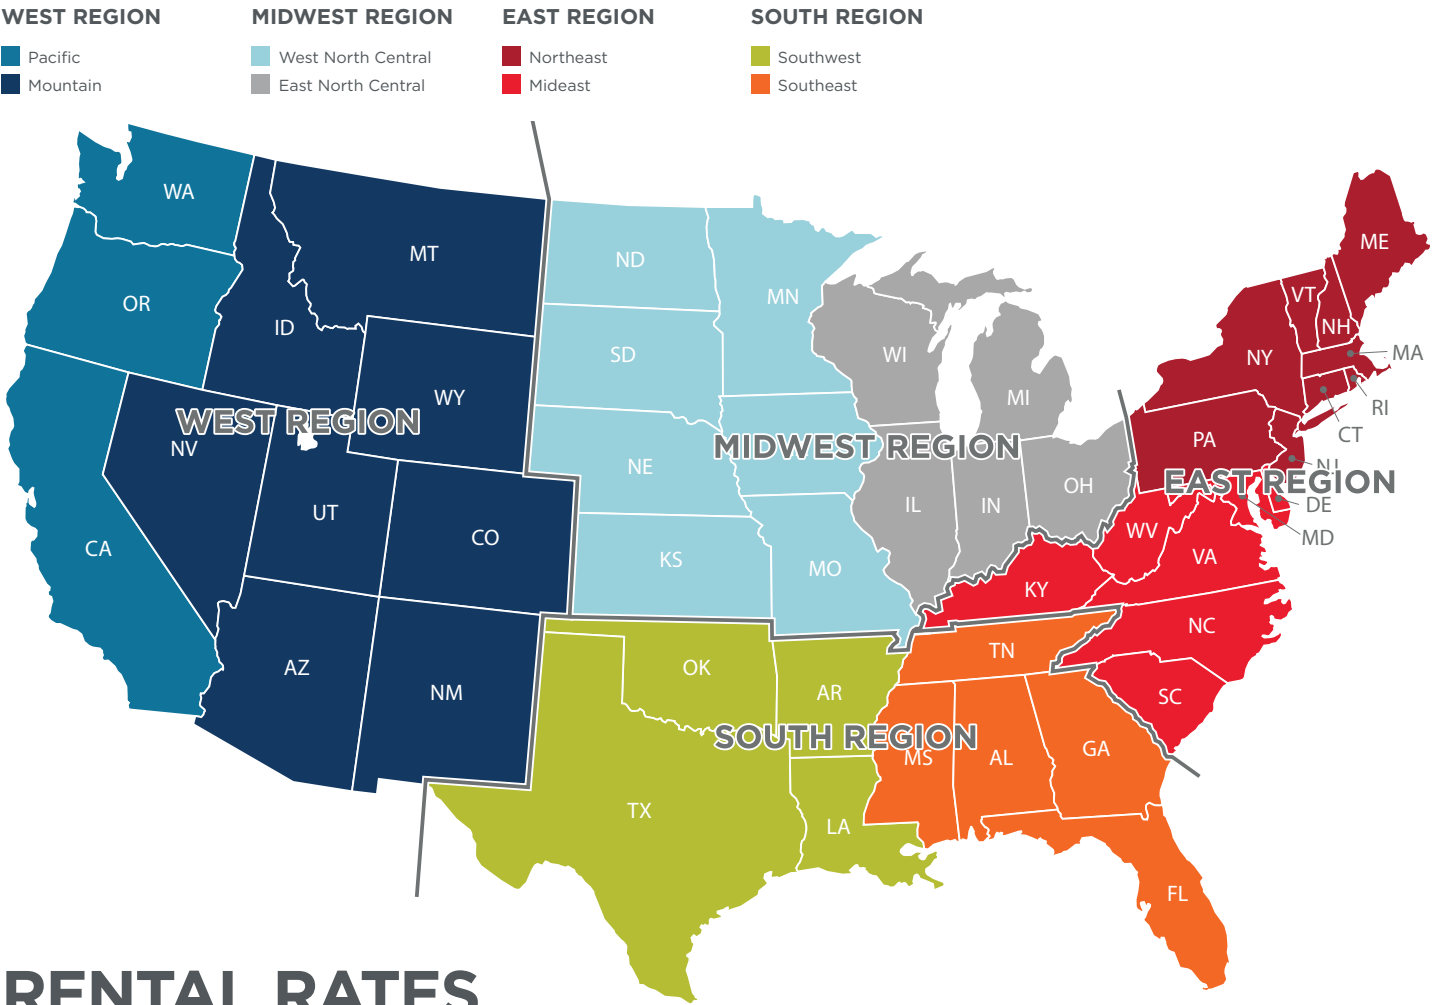 WEST REGION
Pacific
Mountain
MIDWEST REGION
West North Central
East North Central
EAST REGION
Northeast
Mideast
SOUTH REGION
Southwest
Southeast
WA
OR
CA
NV
ID
MT
WY
UT
CO
AZ
NM
WEST REGION
ND
SD
NE
KS
MN
MO
WI
MI
IL
IN
OH
MIDWEST REGION
ME
VT
NH
NY
MA
RI
CT
PA
NJ
DE
MD
WV
VA
KY
NC
SC
EAST REGION
OK
AR
TX
LA
TN
MS
AL
GA
FL
SOUTH REGION
RENTAL RATES